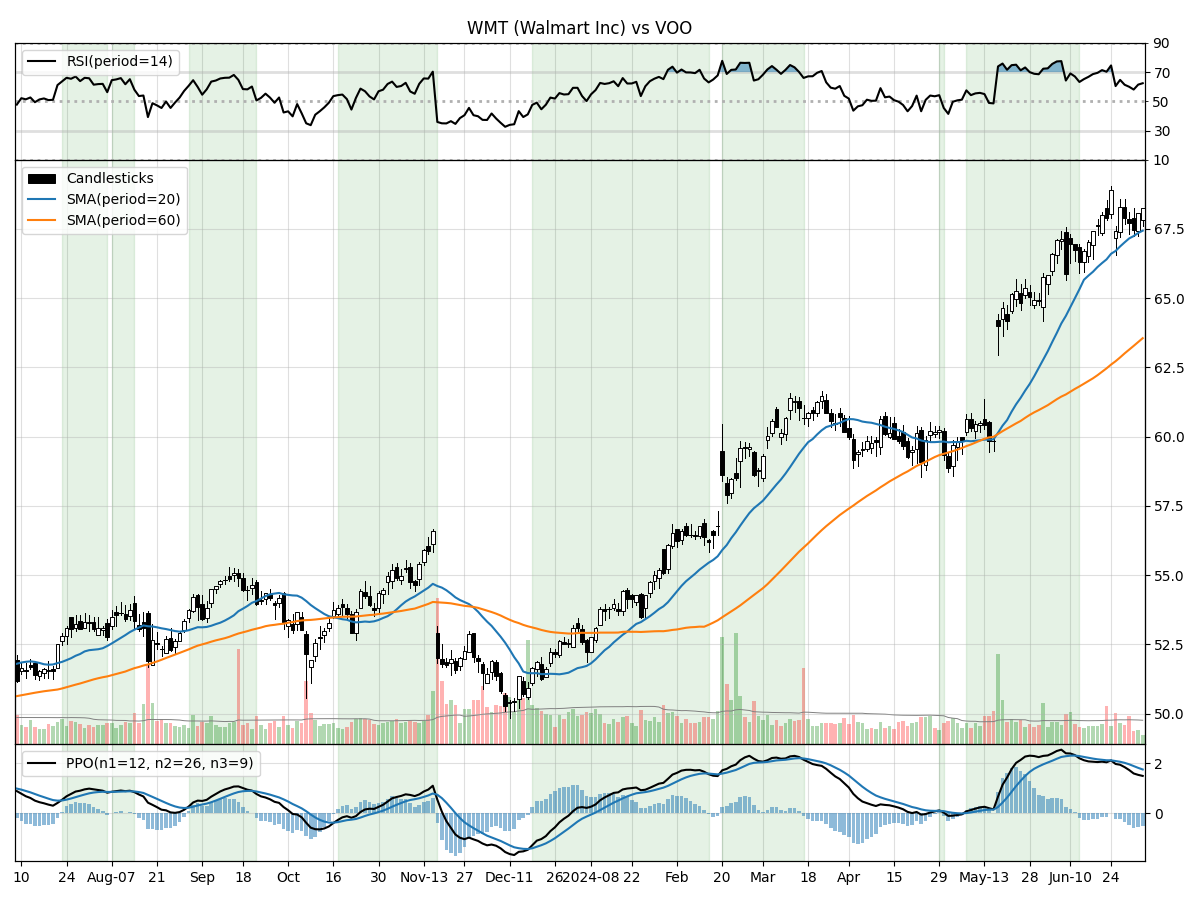 WMT (Walmart Inc) vs VOO
RSI(period=14)
90
70
50
30
10
Candlesticks
SMA(period=20)
SMA(period=60)
67.5
65.0
62.5
60.0
57.5
55.0
52.5
50.0
PPO(n1=12, n2=26, n3=9)
2
0
10 24 Aug-07 21 Sep 18 Oct 16 30 Nov-13 27 Dec-11 26 2024-08 22 Feb 20 Mar 18 Apr 15 29 May-13 28 Jun-10 24